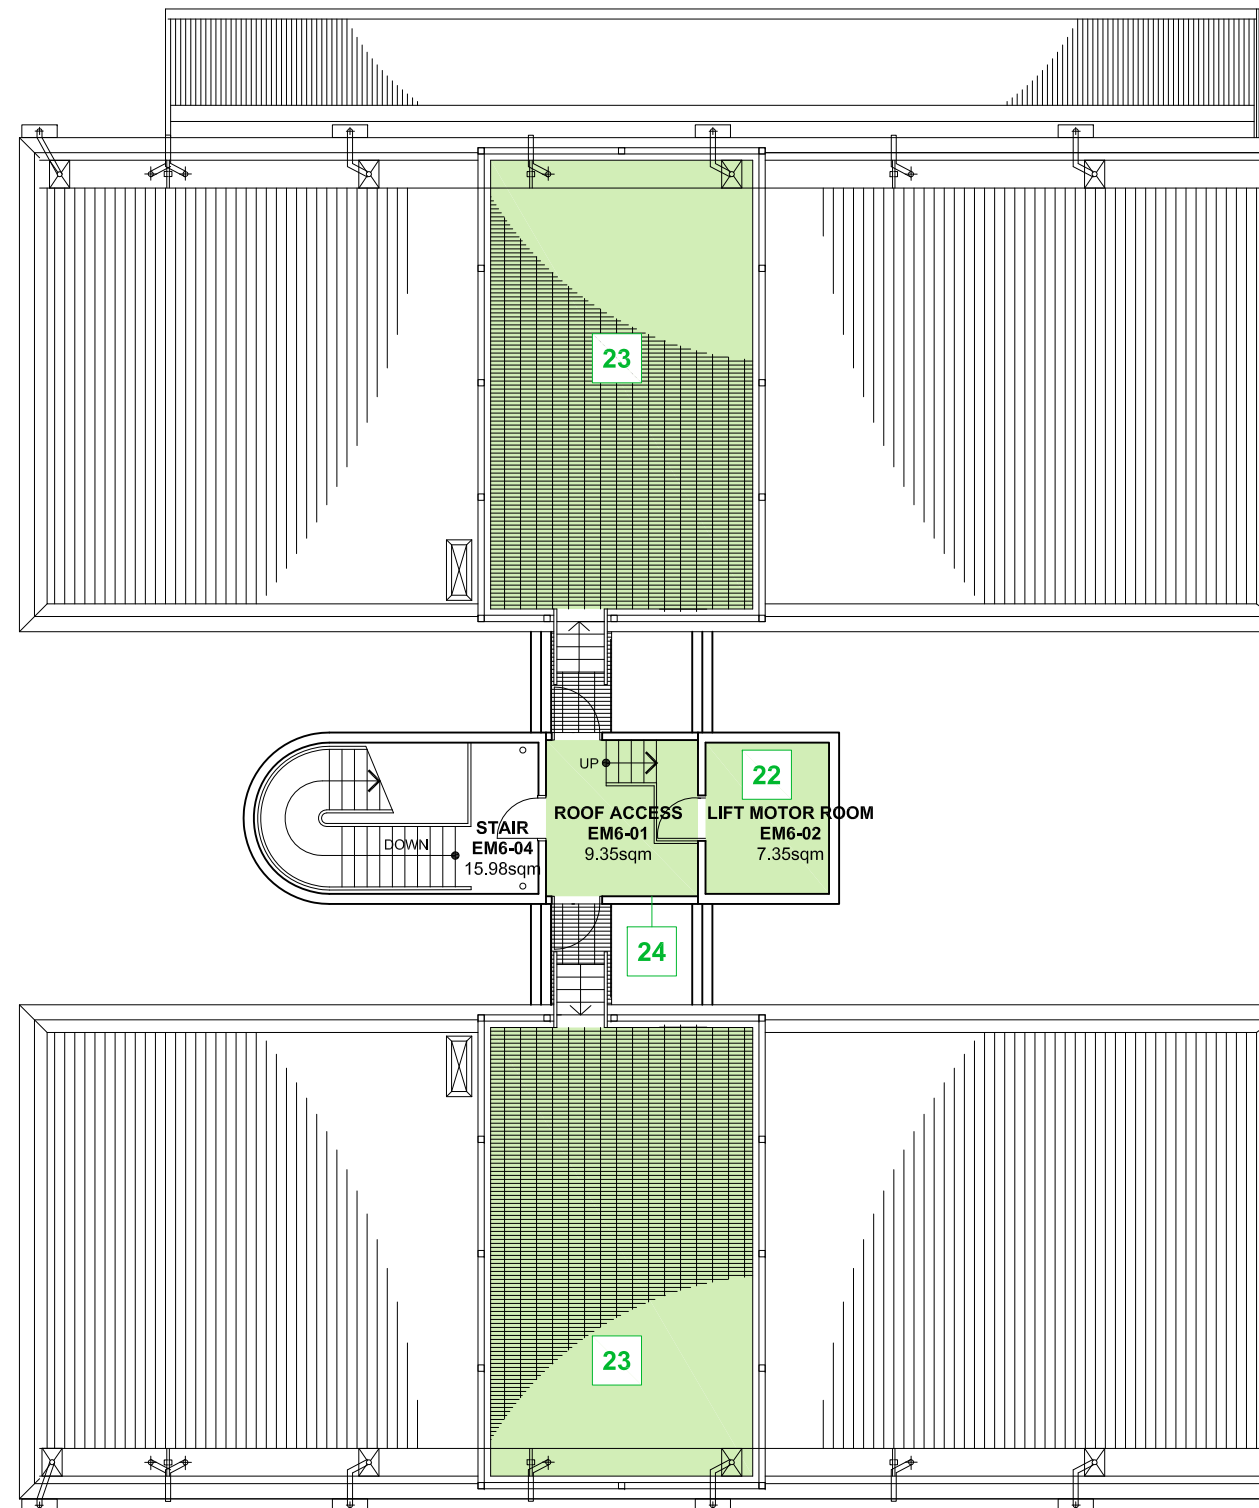 23
UP
22
ROOF ACCESS
EM6-01
9.35sqm
LIFT MOTOR ROOM
EM6-02
7.35sqm
STAIR
EM6-04
15.98sqm
DOWN
24
23